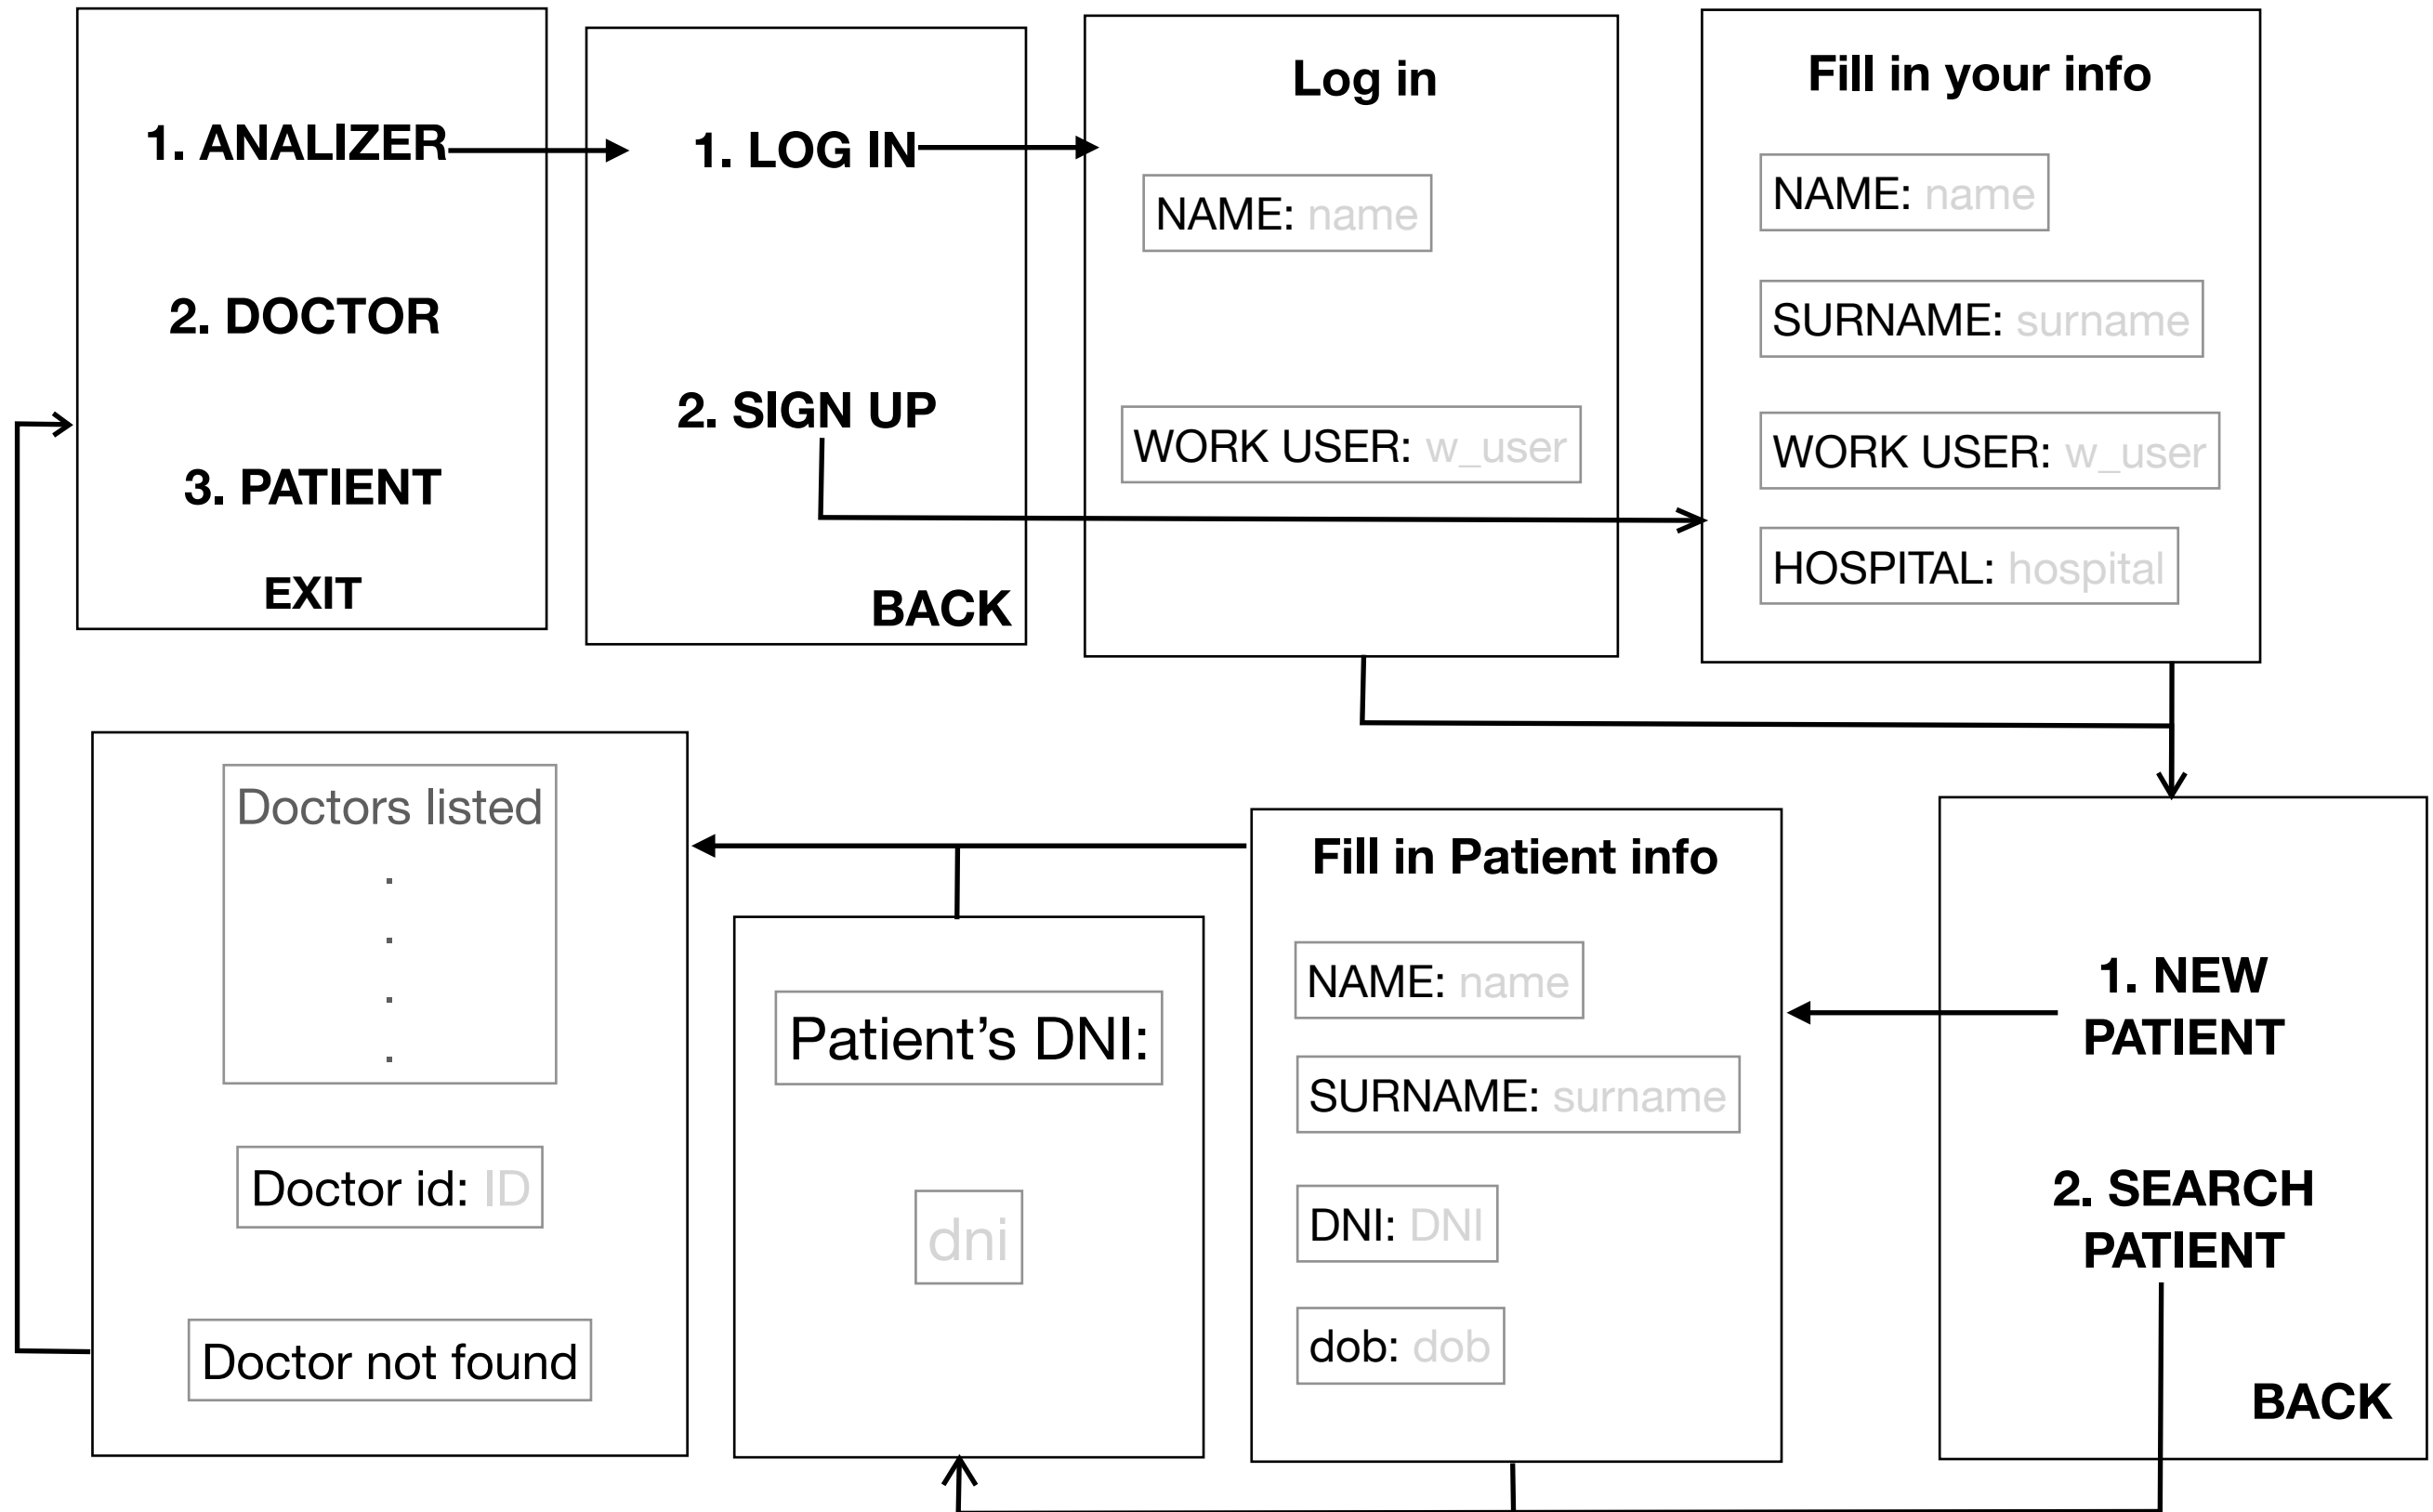 1. ANALIZER
2. DOCTOR
3. PATIENT
EXIT
1. LOG IN
2. SIGN UP
BACK
Log in
NAME: name
WORK USER: w_user
Fill in your info
NAME: name
SURNAME: surname
WORK USER: w_user
HOSPITAL: hospital
Doctors listed
.
.
.
.
Doctor id: ID
Doctor not found
Patient’s DNI:
dni
Fill in Patient info
NAME: name
SURNAME: surname
DNI: DNI
dob: dob
1. NEW
PATIENT
2. SEARCH
PATIENT
BACK